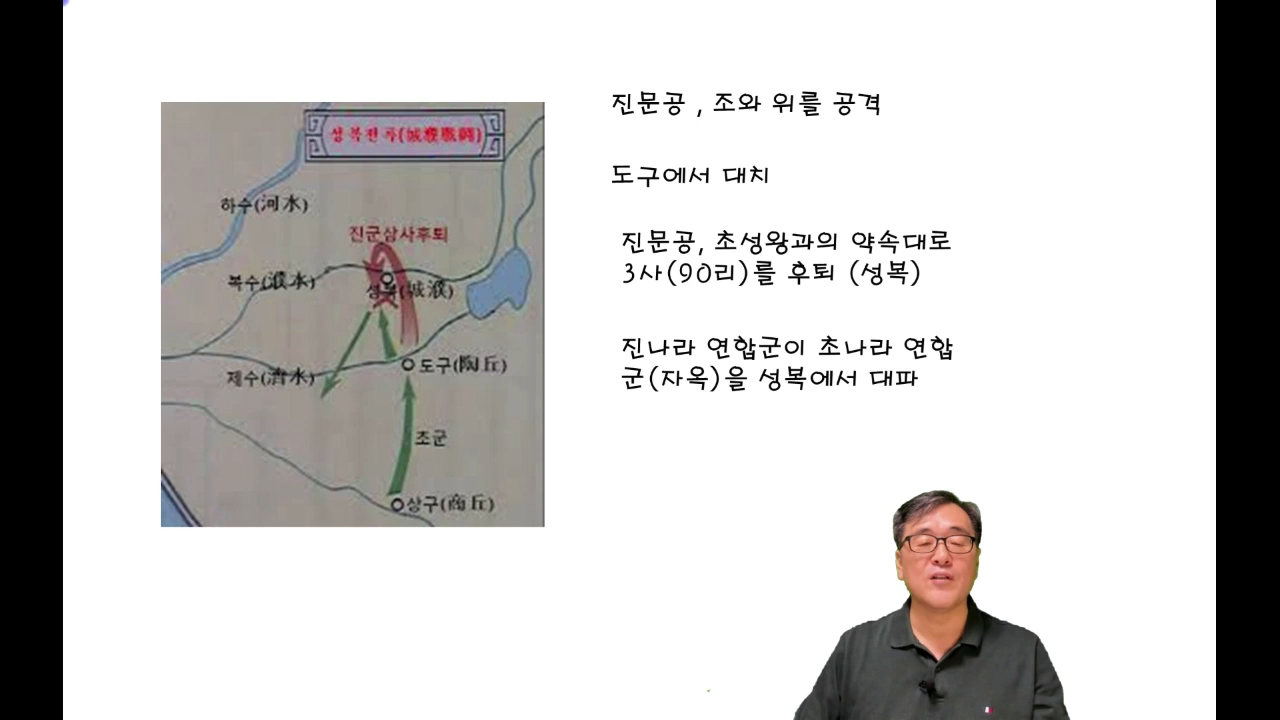 성복전투(城濮戰鬪)
하수(河水)
진군삼사후퇴
복수(濮水)
성복(城濮)
제수(濟水)
도구(陶丘)
초군
상구(商丘)
진문공 , 조와 위를 공격
도구에서 대치
진문공, 초성왕과의 약속대로
3사(90리)를 후퇴 (성복)
진나라 연합군이 초나라 연합
군(자옥)을 성복에서 대파